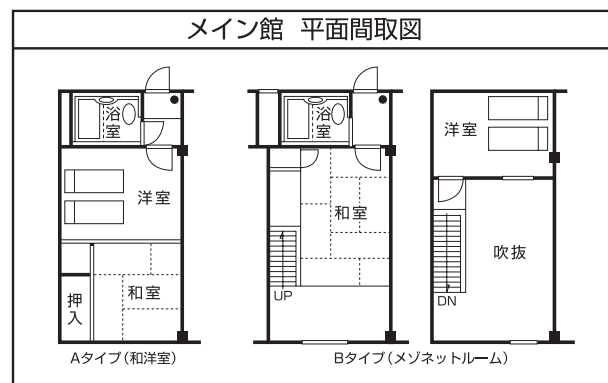 メイン館 平面間取図
浴室
洋室
和室
押入
Aタイプ（和洋室）
浴室
和室
UP
洋室
吹抜
DN
Bタイプ（メゾネットルーム）